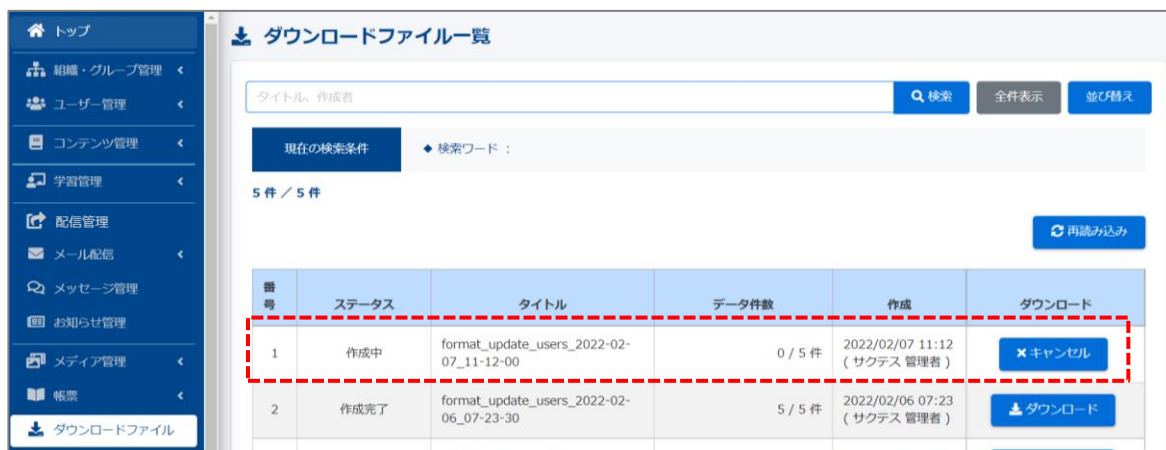 トップ
組織・グループ管理
ユーザー管理
コンテンツ管理
学習管理
配信管理
メール配信
メッセージ管理
お知らせ管理
メディア管理
帳票
ダウンロードファイル
ダウンロードファイル一覧
タイトル、作成者
検索
全件表示
並び替え
現在の検索条件
◆ 検索ワード :
5 件 / 5 件
再読み込み
番号 ステータス タイトル データ件数 作成 ダウンロード
1 作成中 format_update_users_2022-02-07_11-12-00 0 / 5 件 2022/02/07 11:12 ( サクテス 管理者 ) キャンセル
2 作成完了 format_update_users_2022-02-06_07-23-30 5 / 5 件 2022/02/06 07:23 ( サクテス 管理者 ) ダウンロード